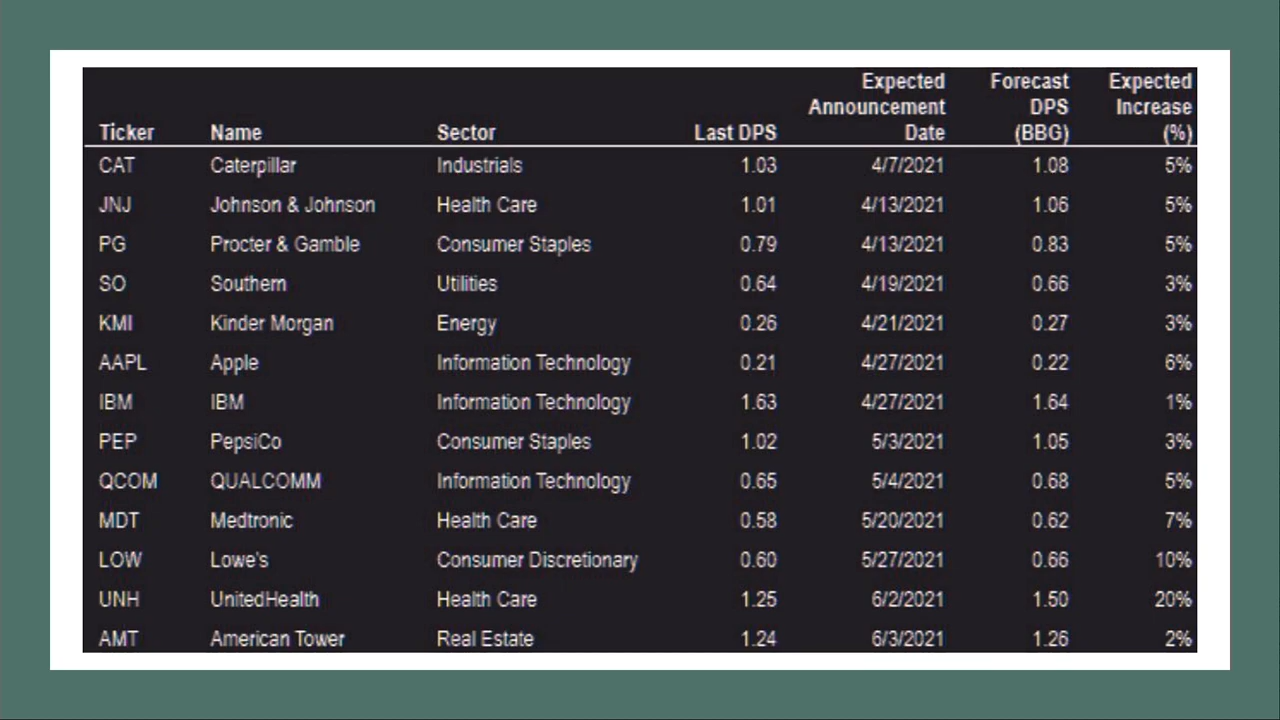 Expected Forecast Expected
Announcement DPS Increase
Ticker Name Sector Last DPS Date (BBG) (%)
CAT Caterpillar Industrials 1.03 4/7/2021 1.08 5%
JNJ Johnson & Johnson Health Care 1.01 4/13/2021 1.06 5%
PG Procter & Gamble Consumer Staples 0.79 4/13/2021 0.83 5%
SO Southern Utilities 0.64 4/19/2021 0.66 3%
KMI Kinder Morgan Energy 0.26 4/21/2021 0.27 3%
AAPL Apple Information Technology 0.21 4/27/2021 0.22 6%
IBM IBM Information Technology 1.63 4/27/2021 1.64 1%
PEP PepsiCo Consumer Staples 1.02 5/3/2021 1.05 3%
QCOM QUALCOMM Information Technology 0.65 5/4/2021 0.68 5%
MDT Medtronic Health Care 0.58 5/20/2021 0.62 7%
LOW Lowe's Consumer Discretionary 0.60 5/27/2021 0.66 10%
UNH UnitedHealth Health Care 1.25 6/2/2021 1.50 20%
AMT American Tower Real Estate 1.24 6/3/2021 1.26 2%